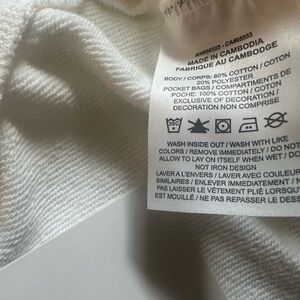 MADE IN CAMBODIA
FABRIQUE AU CAMBODGE
BODY / CORPS: 80% COTTON / COTON
20% POLYESTER
POCKET BAGS / COMPARTIMENTS DE
POCHE: 100% COTTON / COTON
EXCLUSIVE OF DECORATION /
DECORATION NON COMPRISE
30C
WASH INSIDE OUT / WASH WITH LIKE
COLORS / REMOVE IMMEDIATELY / DO NOT
ALLOW TO LAY ON ITSELF WHEN WET / DO
NOT IRON DESIGN
LAVER A L'ENVERS / LAVER AVEC COULEUR
SIMILAIRES / ENLEVER IMMEDIATEMENT / N
PAS LAISSER LE VÊTEMENT PLIÉ LORSQU'
EST MOUILLÉ / NE PAS REPASSER LE DESS